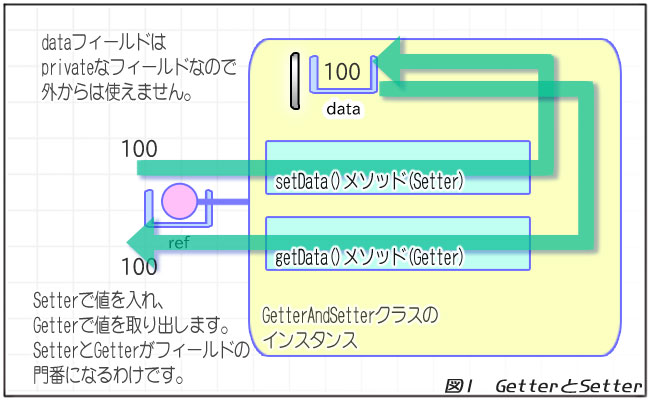 dataフィールドは
privateなフィールドなので
外からは使えません。
100
data
100
setData()メソッド(Setter)
ref
getData()メソッド(Getter)
100
Setterで値を入れ、
Getterで値を取り出します。
SetterとGetterがフィールドの
門番になるわけです。
GetterAndSetterクラスの
インスタンス
図1 GetterとSetter